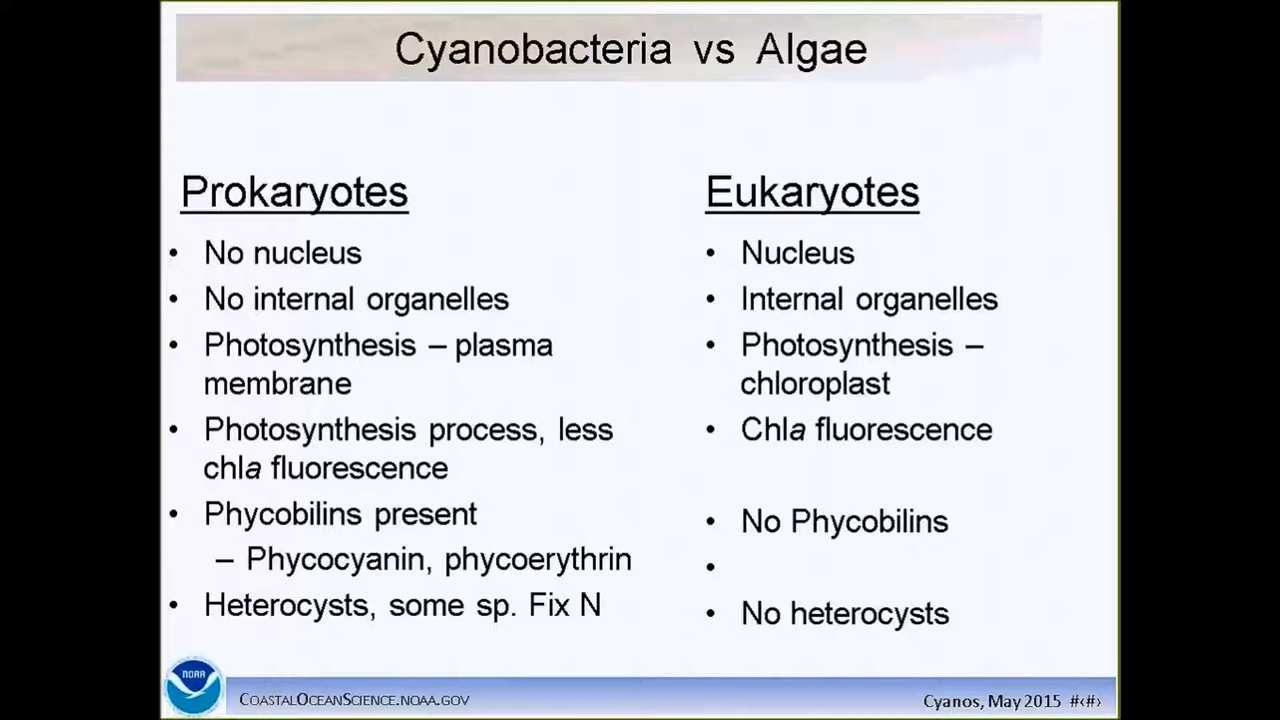 Cyanobacteria vs Algae
Prokaryotes
• No nucleus
• No internal organelles
• Photosynthesis – plasma
membrane
• Photosynthesis process, less
chla fluorescence
• Phycobilins present
– Phycocyanin, phycoerythrin
• Heterocysts, some sp. Fix N
Eukaryotes
• Nucleus
• Internal organelles
• Photosynthesis –
chloroplast
• Chla fluorescence
• No Phycobilins
•
• No heterocysts
NOAA
COASTALOCEANSCIENCE.NOAA.GOV
Cyanos, May 2015 #‹#›